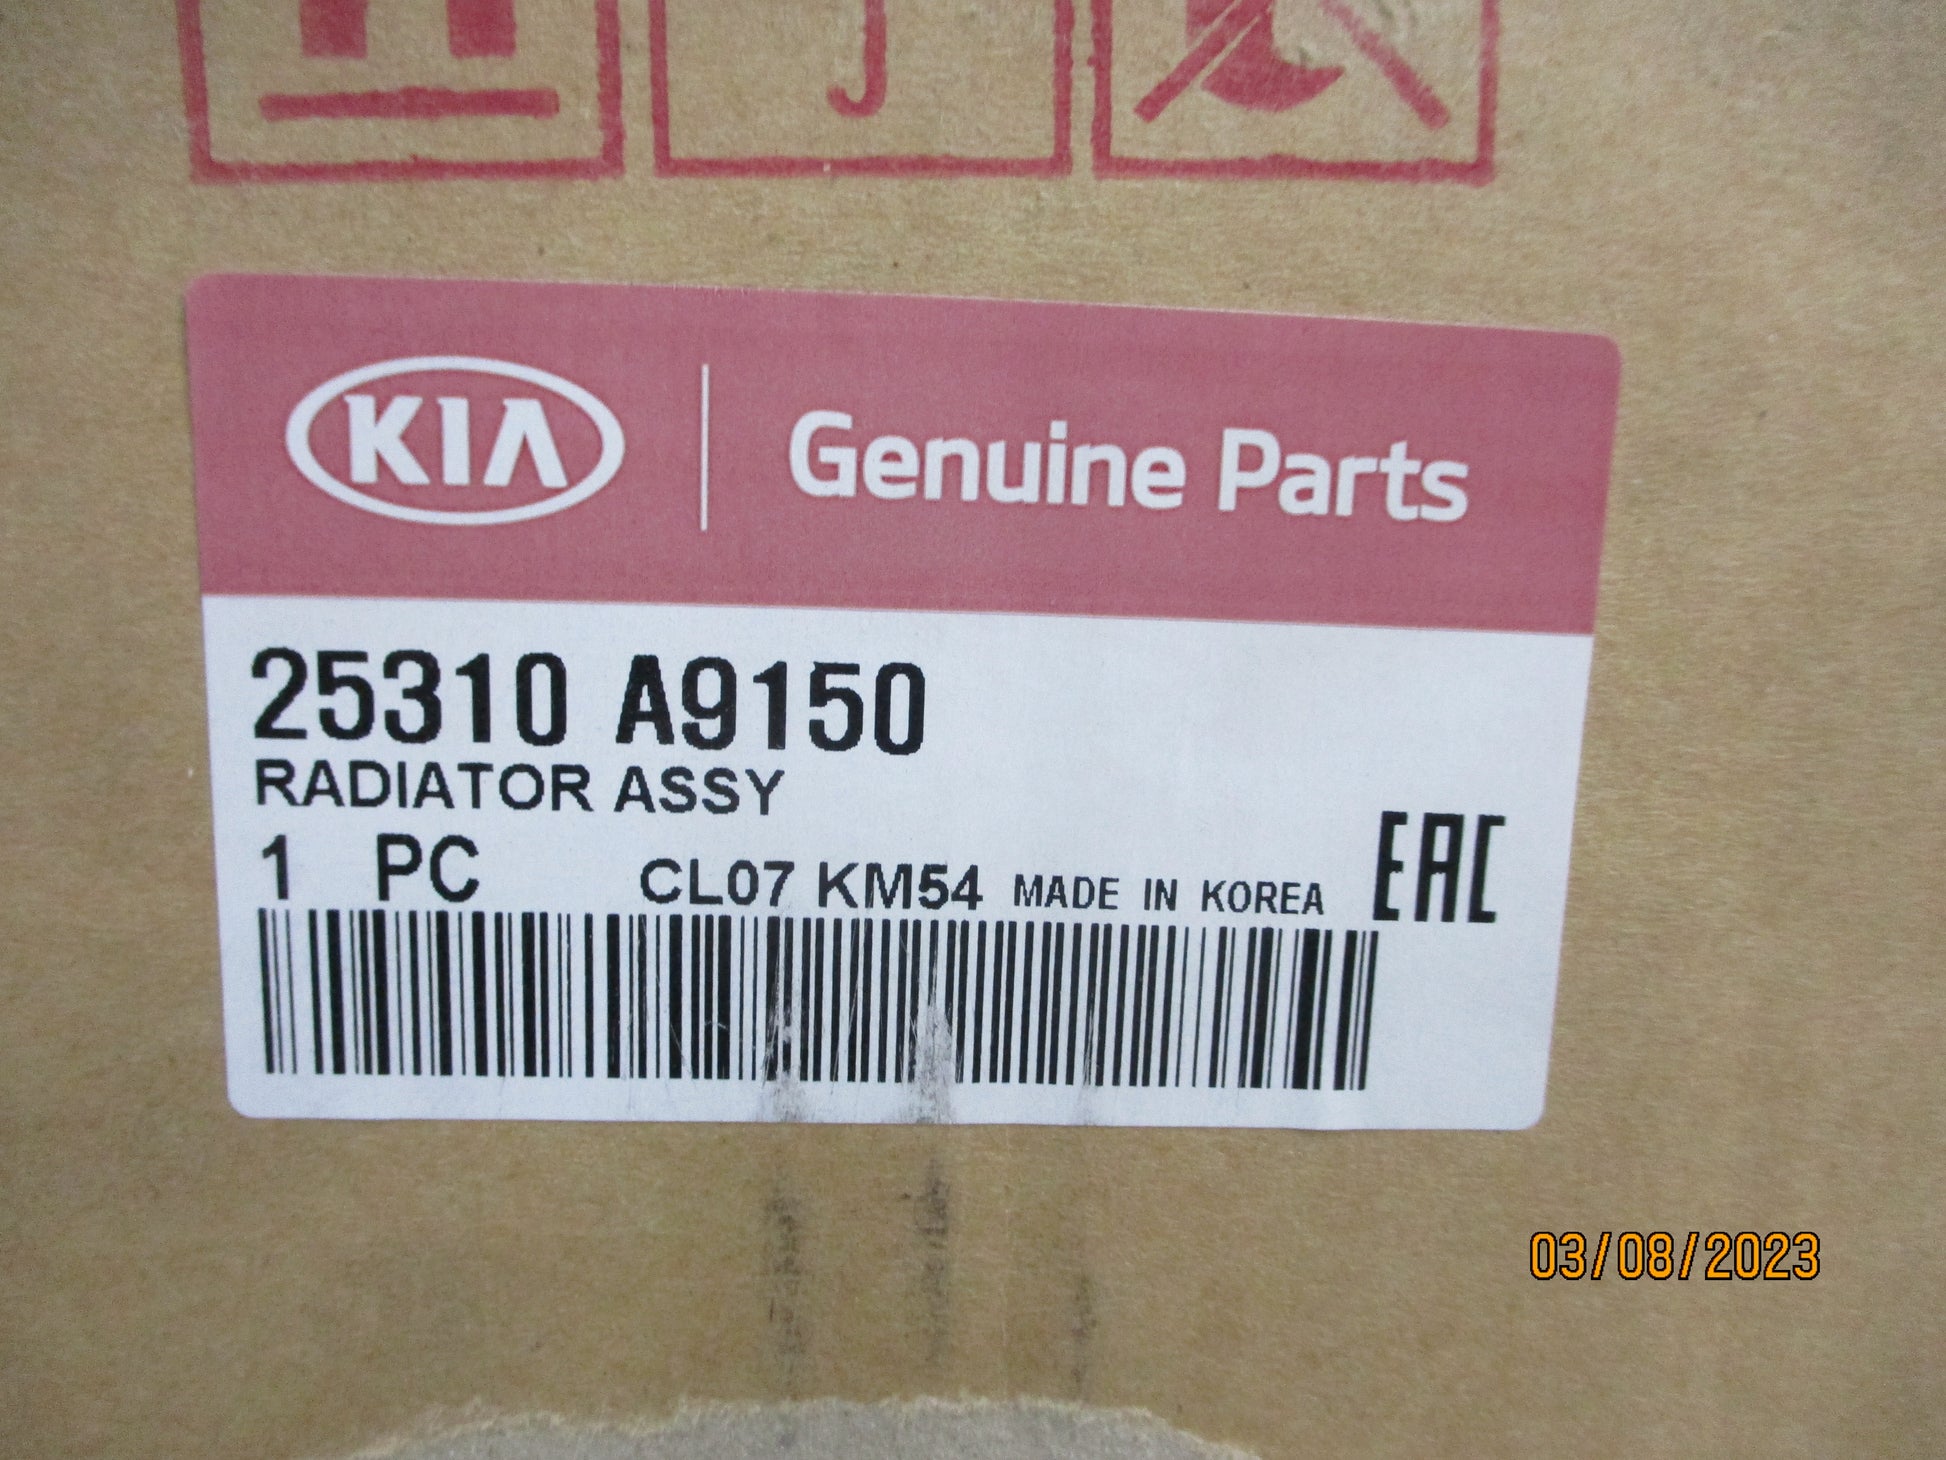 KIA Genuine Parts
25310 A9150
RADIATOR ASSY
1 PC CL07 KM54 MADE IN KOREA EAC
03/08/2023